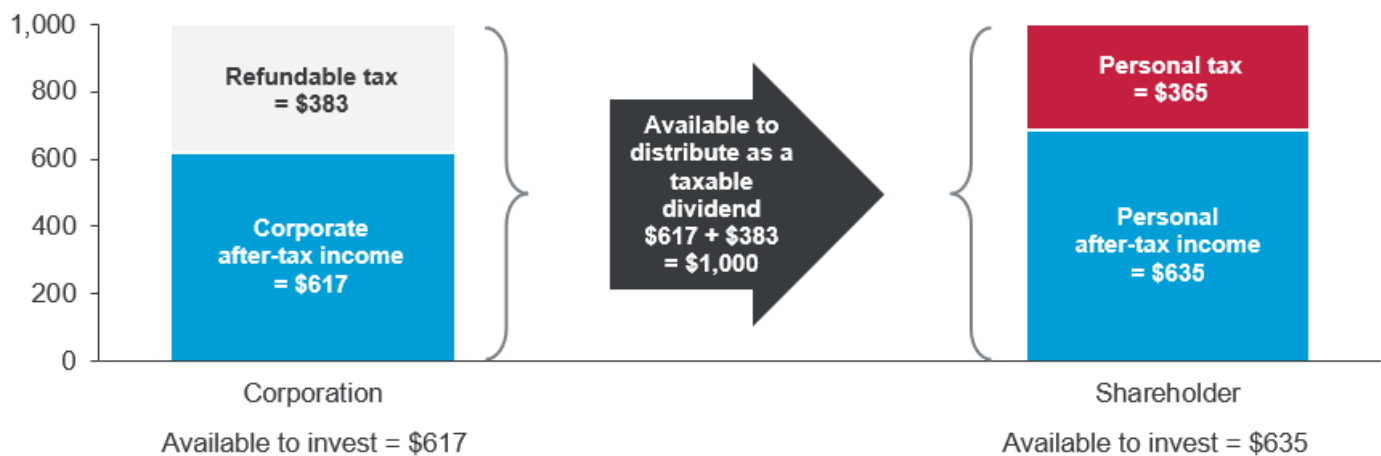 1,000
800
600
400
200
0
Refundable tax
= $383
Corporate
after-tax income
= $617
Available to
distribute as a
taxable
dividend
$617 + $383
= $1,000
Personal tax
= $365
Personal
after-tax income
= $635
Corporation
Shareholder
Available to invest = $617
Available to invest = $635